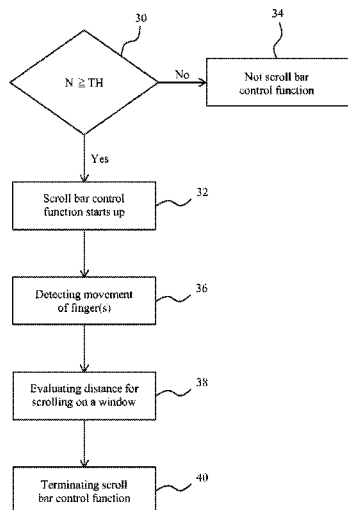 30
34
N ≧ TH
No
Not scroll bar
control function
Yes
Scroll bar control
function starts up
32
Detecting movement
of finger(s)
36
Evaluating distance for
scrolling on a window
38
Terminating scroll
bar control function
40